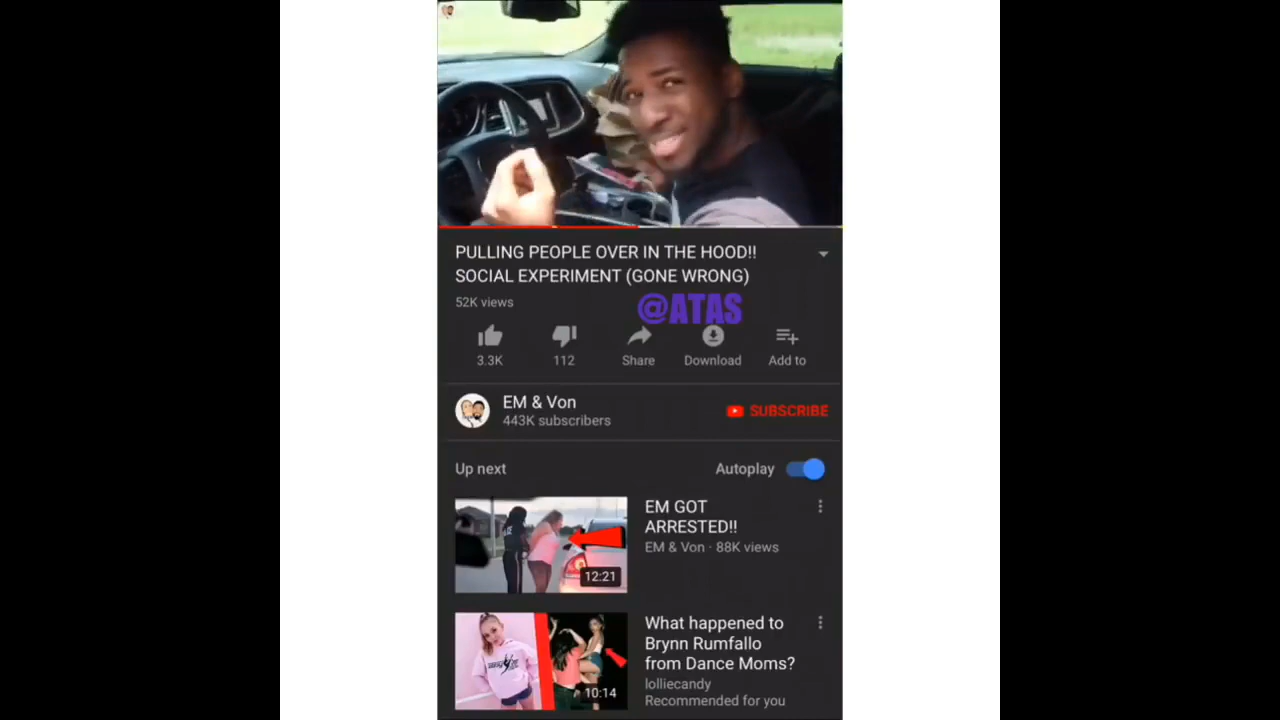 PULLING PEOPLE OVER IN THE HOOD!!
SOCIAL EXPERIMENT (GONE WRONG)
52K views
@ATAS
3.3K
112
Share
Download
Add to
EM & Von
443K subscribers
SUBSCRIBE
Up next
Autoplay
EM GOT
ARRESTED!!
EM & Von · 88K views
12:21
What happened to
Brynn Rumfallo
from Dance Moms?
lolliecandy
Recommended for you
10:14